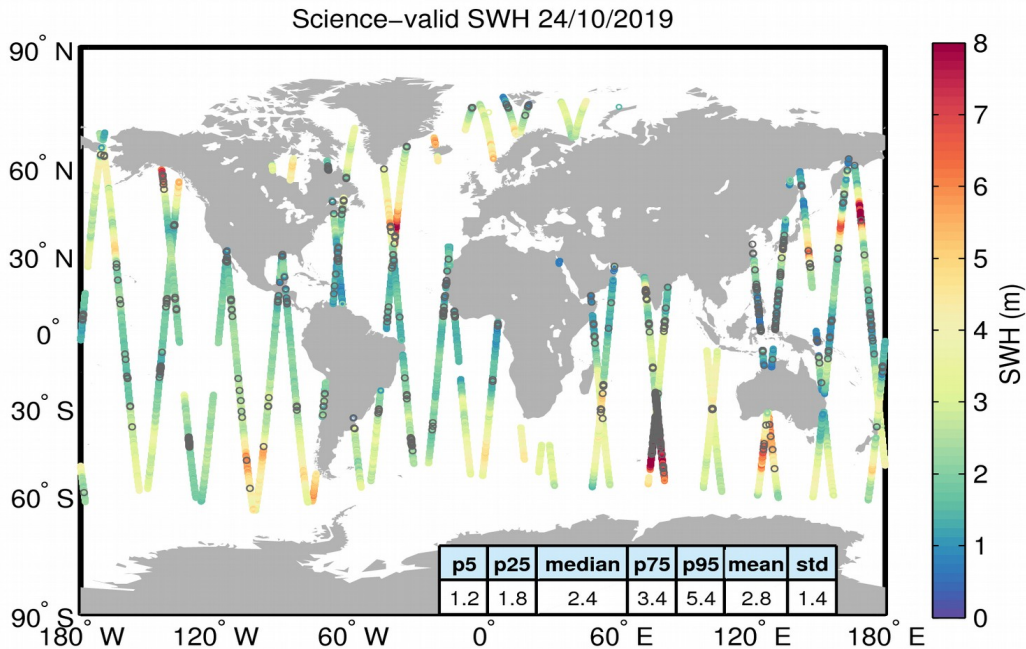 Science−valid SWH 24/10/2019
90° N
60° N
30° N
0°
30° S
60° S
90° S
180° W
120° W
60° W
0°
60° E
120° E
180° E
p5 p25 median p75 p95 mean std
1.2 1.8 2.4 3.4 5.4 2.8 1.4
8
7
6
5
4
3
2
1
0
SWH (m)